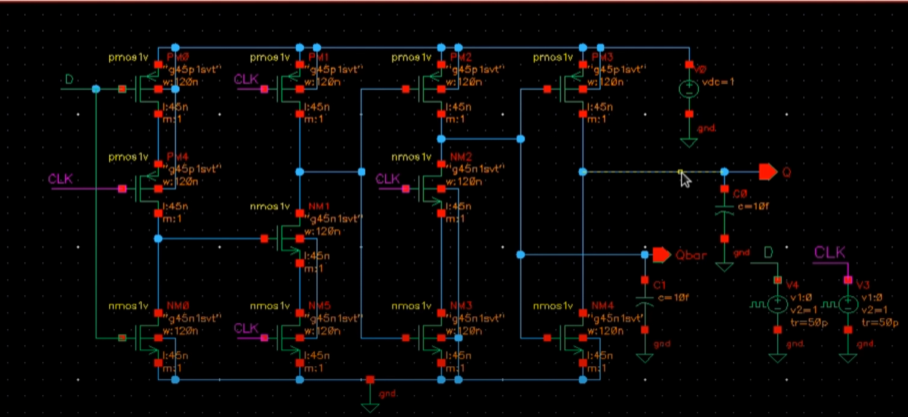 pmos1v PM0
"g45p1svt"
w:120n
l:45n
m:1
pmos1v PM1
"g45p1svt"
w:120n
l:45n
m:1
pmos1v PM2
"g45p1svt"
w:120n
l:45n
m:1
pmos1v PM3
"g45p1svt"
w:120n
l:45n
m:1
D
CLK
V0
vdc=1
gnd
pmos1v PM4
"g45p1svt"
w:120n
l:45n
m:1
CLK
nmos1v NM2
"g45n1svt"
w:120n
l:45n
m:1
CLK
Q
C0
c=10f
gnd
nmos1v NM1
"g45n1svt"
w:120n
l:45n
m:1
Qbar
C1
c=10f
gnd
nmos1v NM0
"g45n1svt"
w:120n
l:45n
m:1
nmos1v NM5
"g45n1svt"
w:120n
l:45n
m:1
CLK
nmos1v NM3
"g45n1svt"
w:120n
l:45n
m:1
nmos1v NM4
"g45n1svt"
w:120n
l:45n
m:1
D
V4
v1:0
v2=1
tr=50p
gnd
CLK
V3
v1:0
v2=1
tr=50p
gnd
gnd